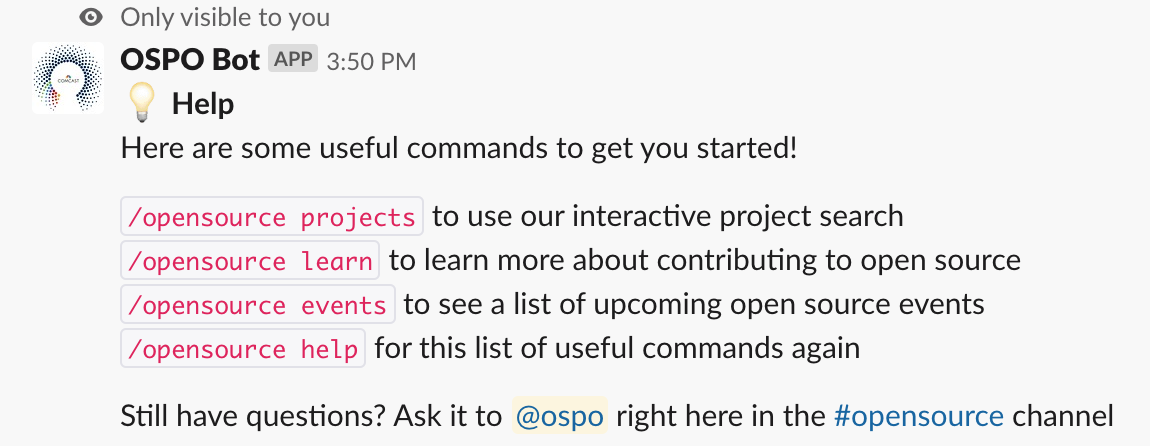 Only visible to you
COMCAST
OSPO Bot APP 3:50 PM
Help
Here are some useful commands to get you started!
/opensource projects to use our interactive project search
/opensource learn to learn more about contributing to open source
/opensource events to see a list of upcoming open source events
/opensource help for this list of useful commands again
Still have questions? Ask it to @ospo right here in the #opensource channel